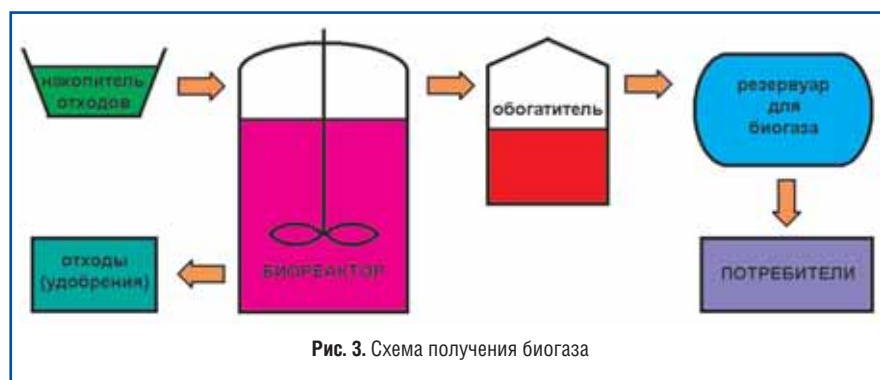 накопитель
отходов
обогатитель
резервуар
для
биогаза
отходы
(удобрения)
БИОРЕАКТОР
ПОТРЕБИТЕЛИ
Рис. 3. Схема получения биогаза